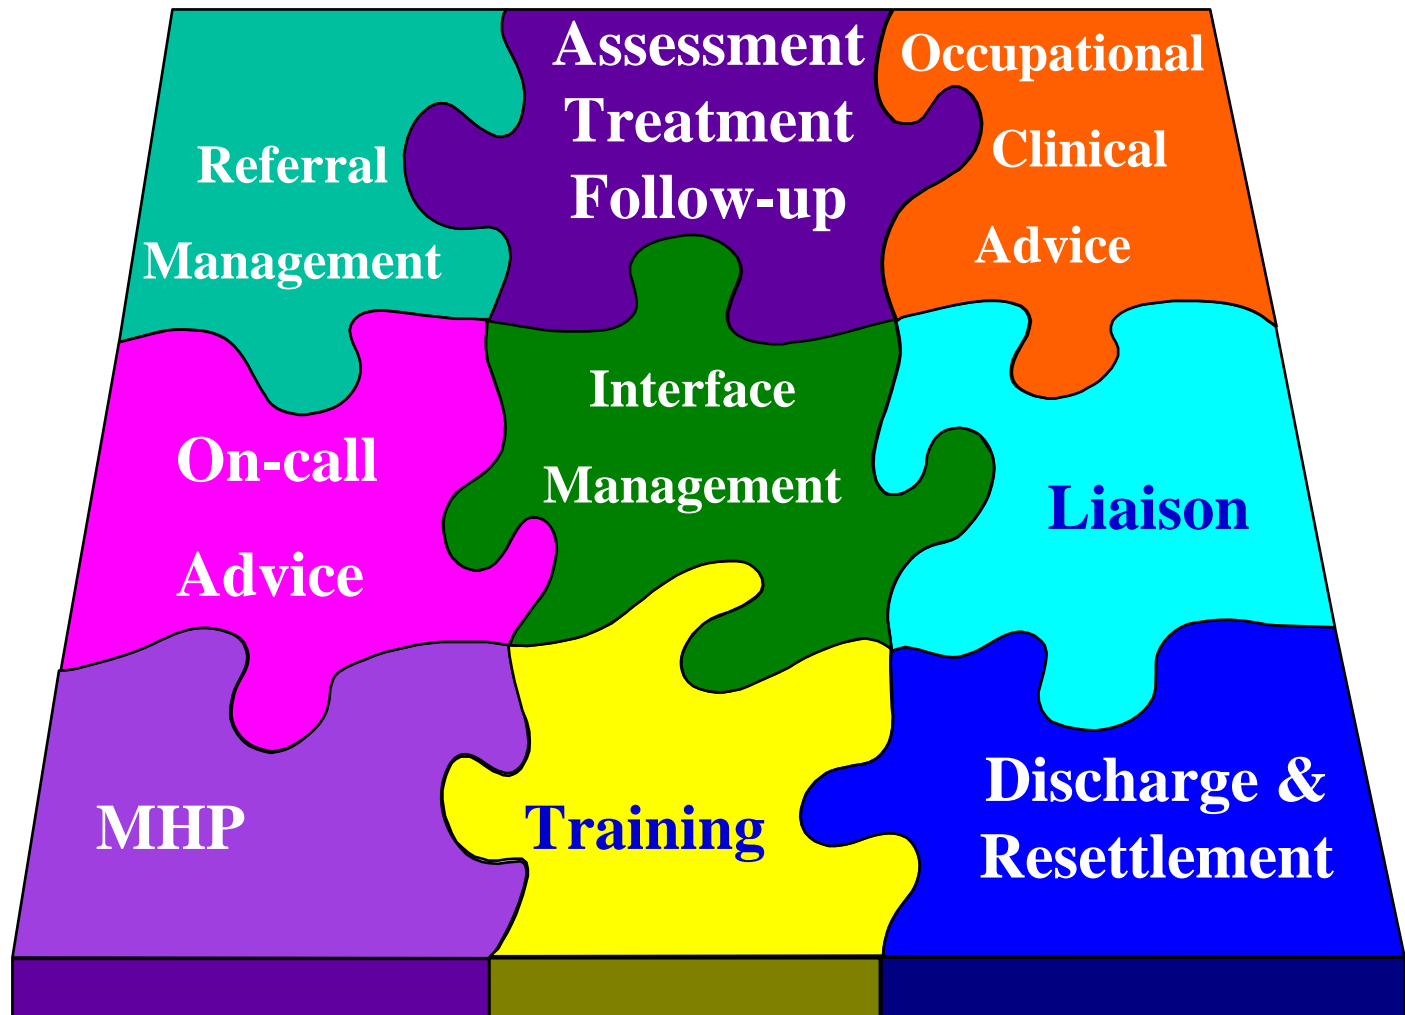 Referral
Management
Assessment
Treatment
Follow-up
Occupational
Clinical
Advice
On-call
Advice
Interface
Management
Liaison
MHP
Training
Discharge &
Resettlement